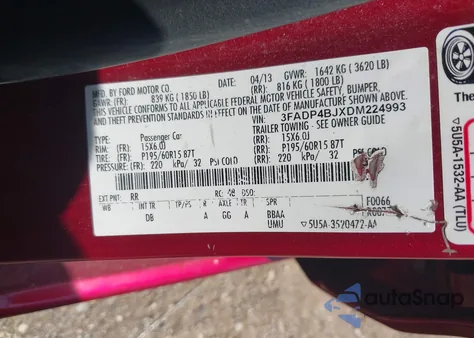 MFD. BY FORD MOTOR CO.
DATE: 04/13 GVWR: 1642 KG ( 3620 LB)
GAWR: (FR): 839 KG ( 1850 LB) (RR): 816 KG ( 1800 LB)
THIS VEHICLE CONFORMS TO ALL APPLICABLE FEDERAL MOTOR VEHICLE SAFETY, BUMPER,
AND THEFT PREVENTION STANDARDS IN EFFECT ON THE DATE OF MANUFACTURE SHOWN ABOVE.
VIN: 3FADP4BJXDM224993
TYPE: Passenger Car TRAILER TOWING - SEE OWNER GUIDE
RIM: 15X6.0J 15X6.0J
TIRE: P195/60R15 87T P195/60R15 87T
PRESSURE: (FR) 220 kPa/ 32 PSI COLD (RR) 220 kPa/ 32 PSI COLD
EXT PNT: RR RC: 48 DSO: F0066
WB INT TR TP/PS R AXLE TR SPR
DB A GG A BBAA
UMU 5U5A-3520472-AA
The
5U5A-1532-AA (TLU)
autoSnap